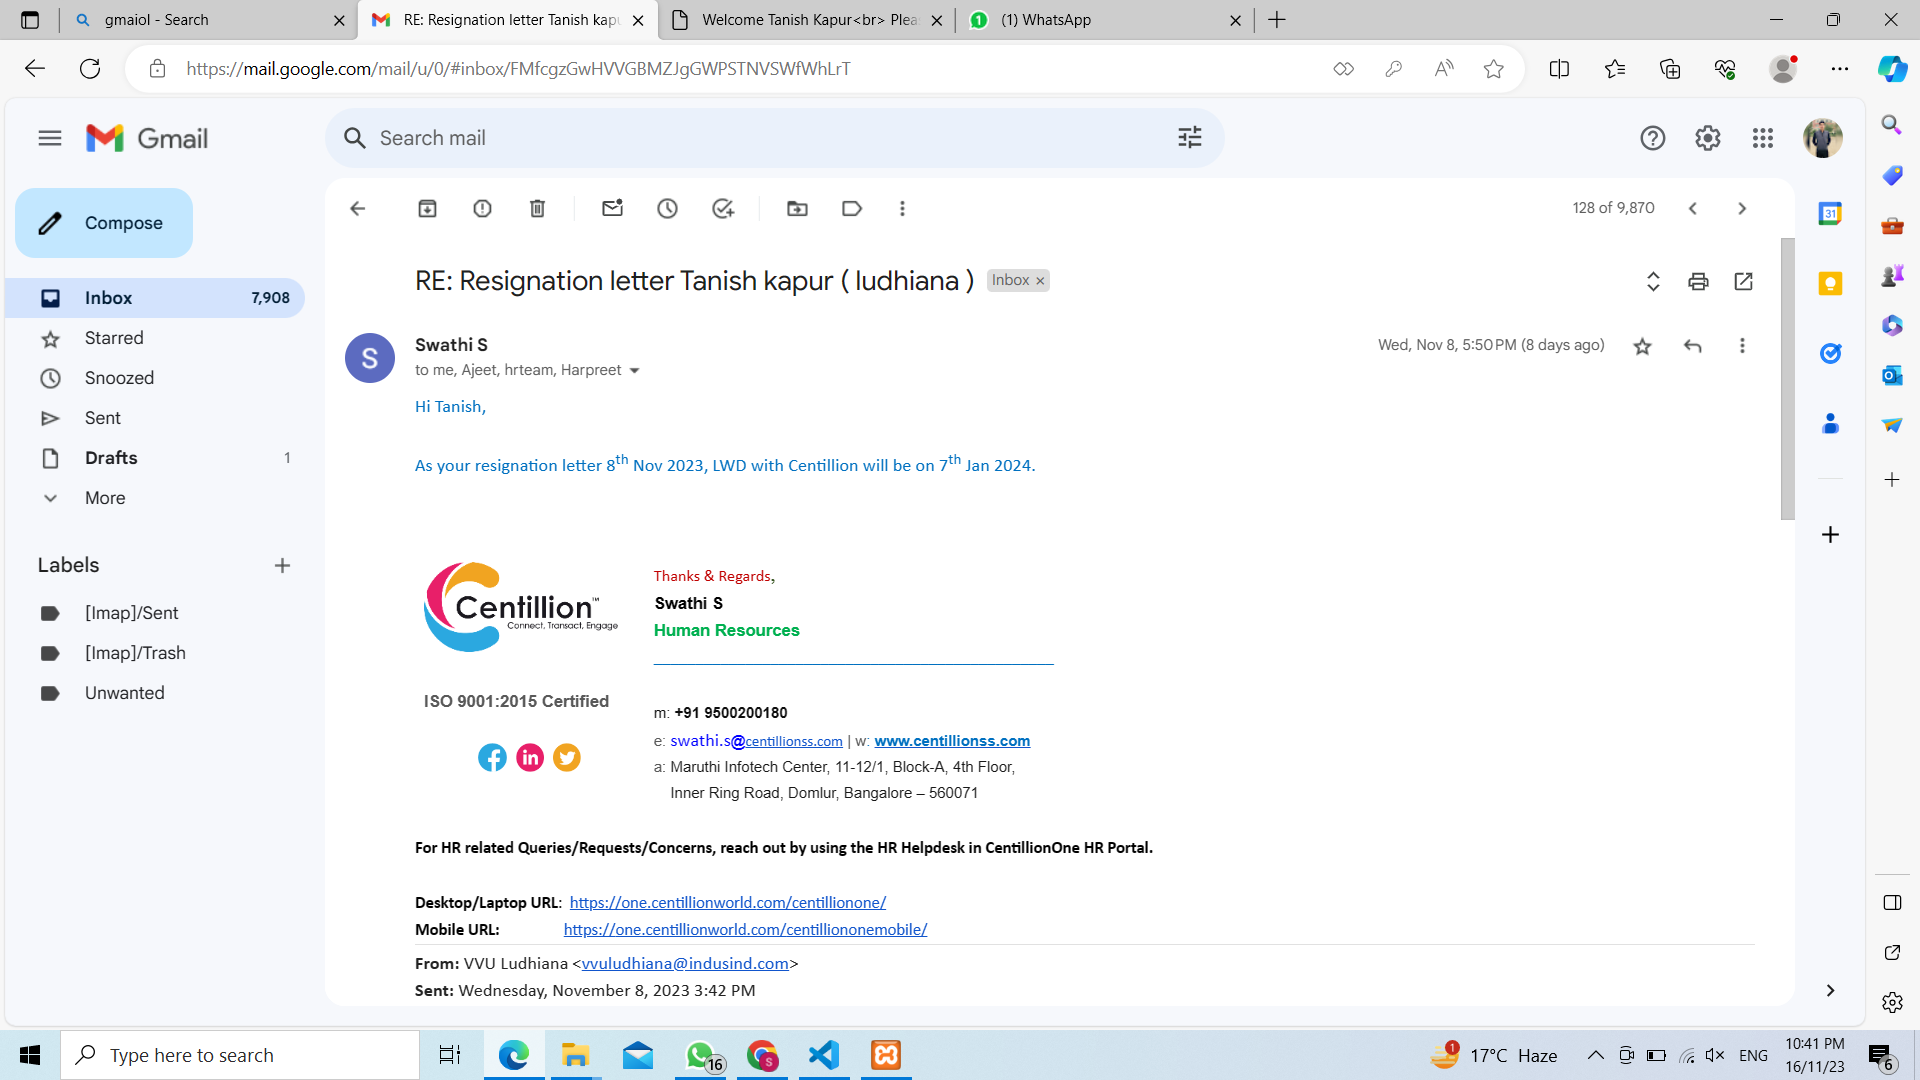 gmaiol - Search
RE: Resignation letter Tanish kapu
Welcome Tanish Kapur<br> Plea
(1) WhatsApp
https://mail.google.com/mail/u/0/#inbox/FMfcgzGwHVVGBMZJgGWPSTNVSWfWhLrT
Gmail
Search mail
Compose
128 of 9,870
Inbox 7,908
Starred
Snoozed
Sent
Drafts 1
More
Labels
[Imap]/Sent
[Imap]/Trash
Unwanted
RE: Resignation letter Tanish kapur ( ludhiana ) Inbox ×
S
Swathi S
Wed, Nov 8, 5:50 PM (8 days ago)
to me, Ajeet, hrteam, Harpreet
Hi Tanish,
As your resignation letter 8th Nov 2023, LWD with Centillion will be on 7th Jan 2024.
Centillion™
Connect, Transact, Engage
ISO 9001:2015 Certified
Thanks & Regards,
Swathi S
Human Resources
m: +91 9500200180
e: swathi.s@centillionss.com | w: www.centillionss.com
a: Maruthi Infotech Center, 11-12/1, Block-A, 4th Floor,
Inner Ring Road, Domlur, Bangalore – 560071
For HR related Queries/Requests/Concerns, reach out by using the HR Helpdesk in CentillionOne HR Portal.
Desktop/Laptop URL: https://one.centillionworld.com/centillionone/
Mobile URL: https://one.centillionworld.com/centilliononemobile/
From: VVU Ludhiana <vvuludhiana@indusind.com>
Sent: Wednesday, November 8, 2023 3:42 PM
31
Type here to search
16
S
1
17°C Haze
ENG
10:41 PM
16/11/23
6